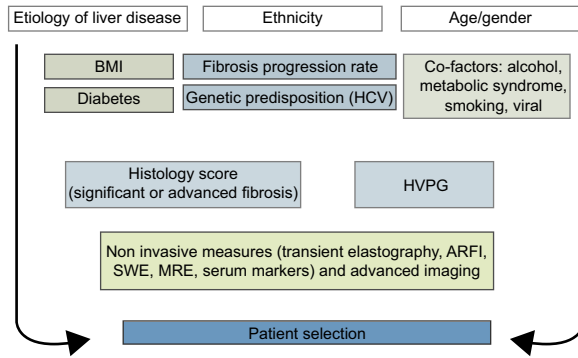 Etiology of liver disease
Ethnicity
Age/gender
BMI
Fibrosis progression rate
Co-factors: alcohol,
metabolic syndrome,
smoking, viral
Diabetes
Genetic predisposition (HCV)
Histology score
(significant or advanced fibrosis)
HVPG
Non invasive measures (transient elastography, ARFI,
SWE, MRE, serum markers) and advanced imaging
Patient selection